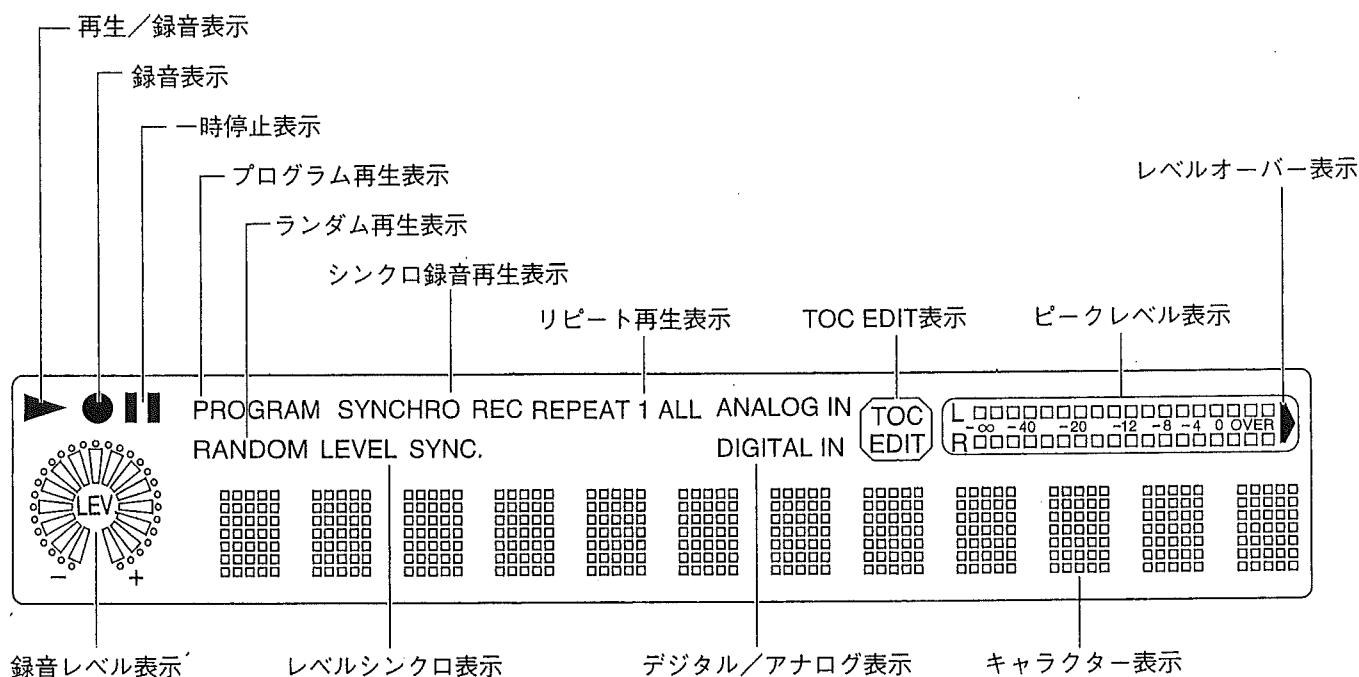 再生/録音表示
録音表示
一時停止表示
プログラム再生表示
レベルオーバー表示
ランダム再生表示
シンクロ録音再生表示
リピート再生表示
TOC EDIT表示
ピークレベル表示
PROGRAM SYNCHRO REC REPEAT 1 ALL ANALOG IN
TOC
EDIT
L
-∞ -40 -20 -12 -8 -4 0 OVER
R
RANDOM LEVEL SYNC. DIGITAL IN
LEV.
- +
録音レベル表示
レベルシンクロ表示
デジタル/アナログ表示
キャラクター表示